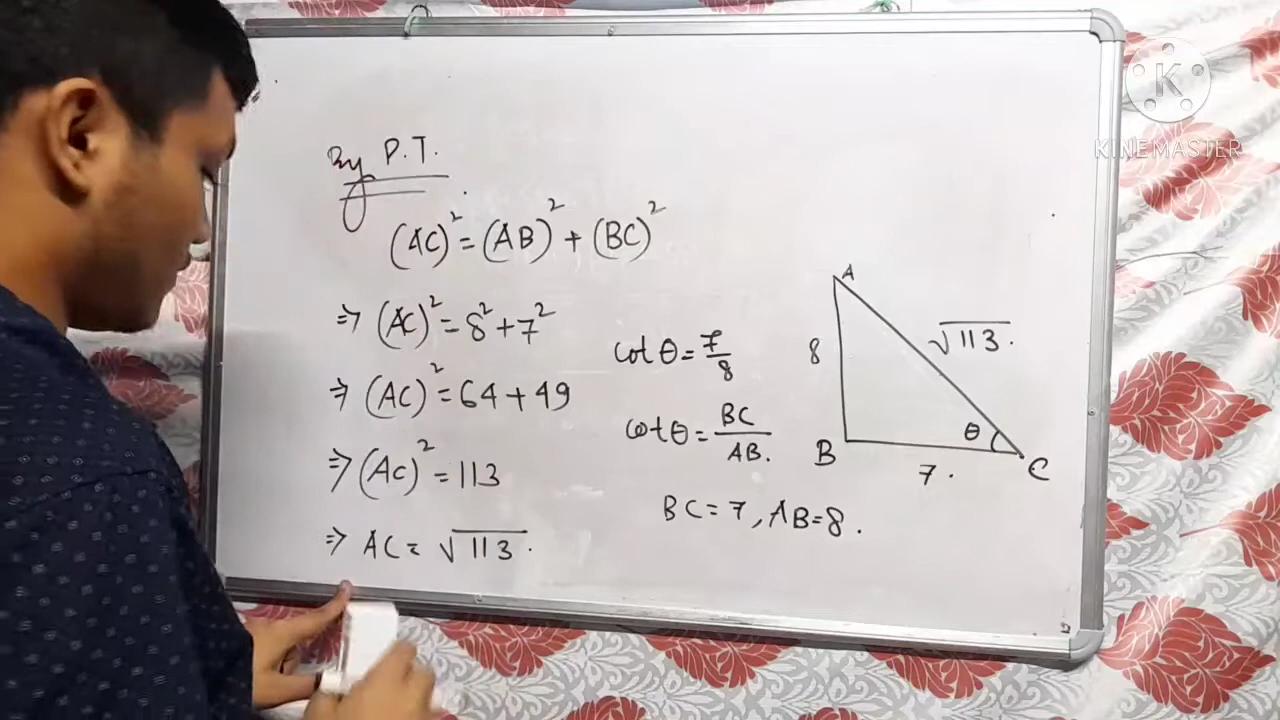 By P.T.
(AC)² = (AB)² + (BC)²
⇒ (AC)² = 8² + 7²
⇒ (AC)² = 64 + 49
⇒ (AC)² = 113
⇒ AC = √113.
cot θ = 7/8
cot θ = BC/AB.
BC = 7, AB = 8.
A
8
√113.
B
θ
7.
C
K
KINEMASTER